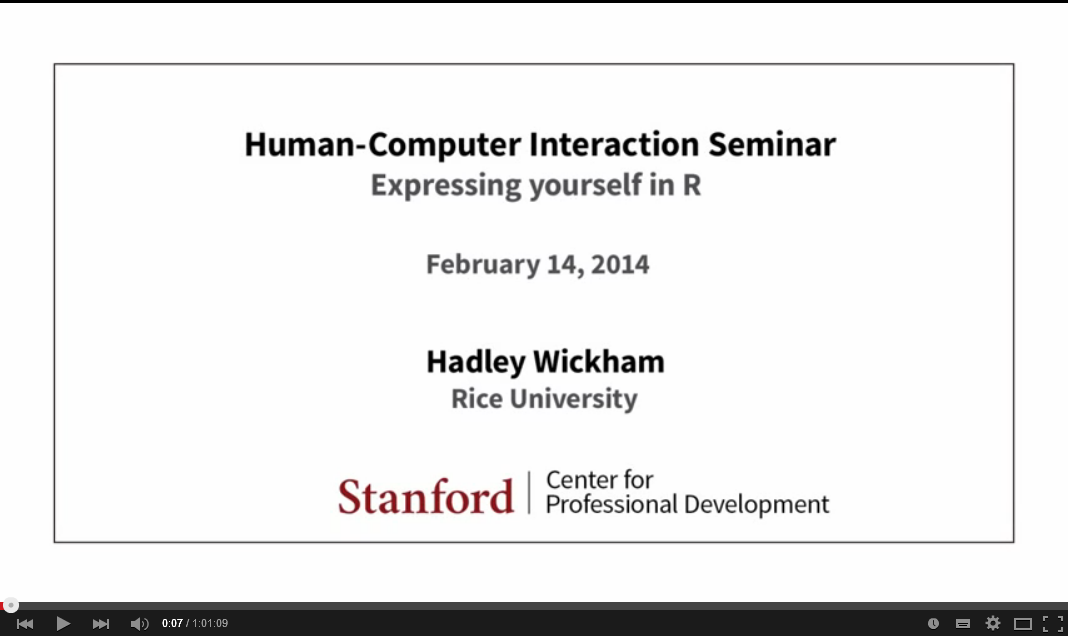 Human-Computer Interaction Seminar
Expressing yourself in R
February 14, 2014
Hadley Wickham
Rice University
Stanford
Center for
Professional Development
0:07 / 1:01:09